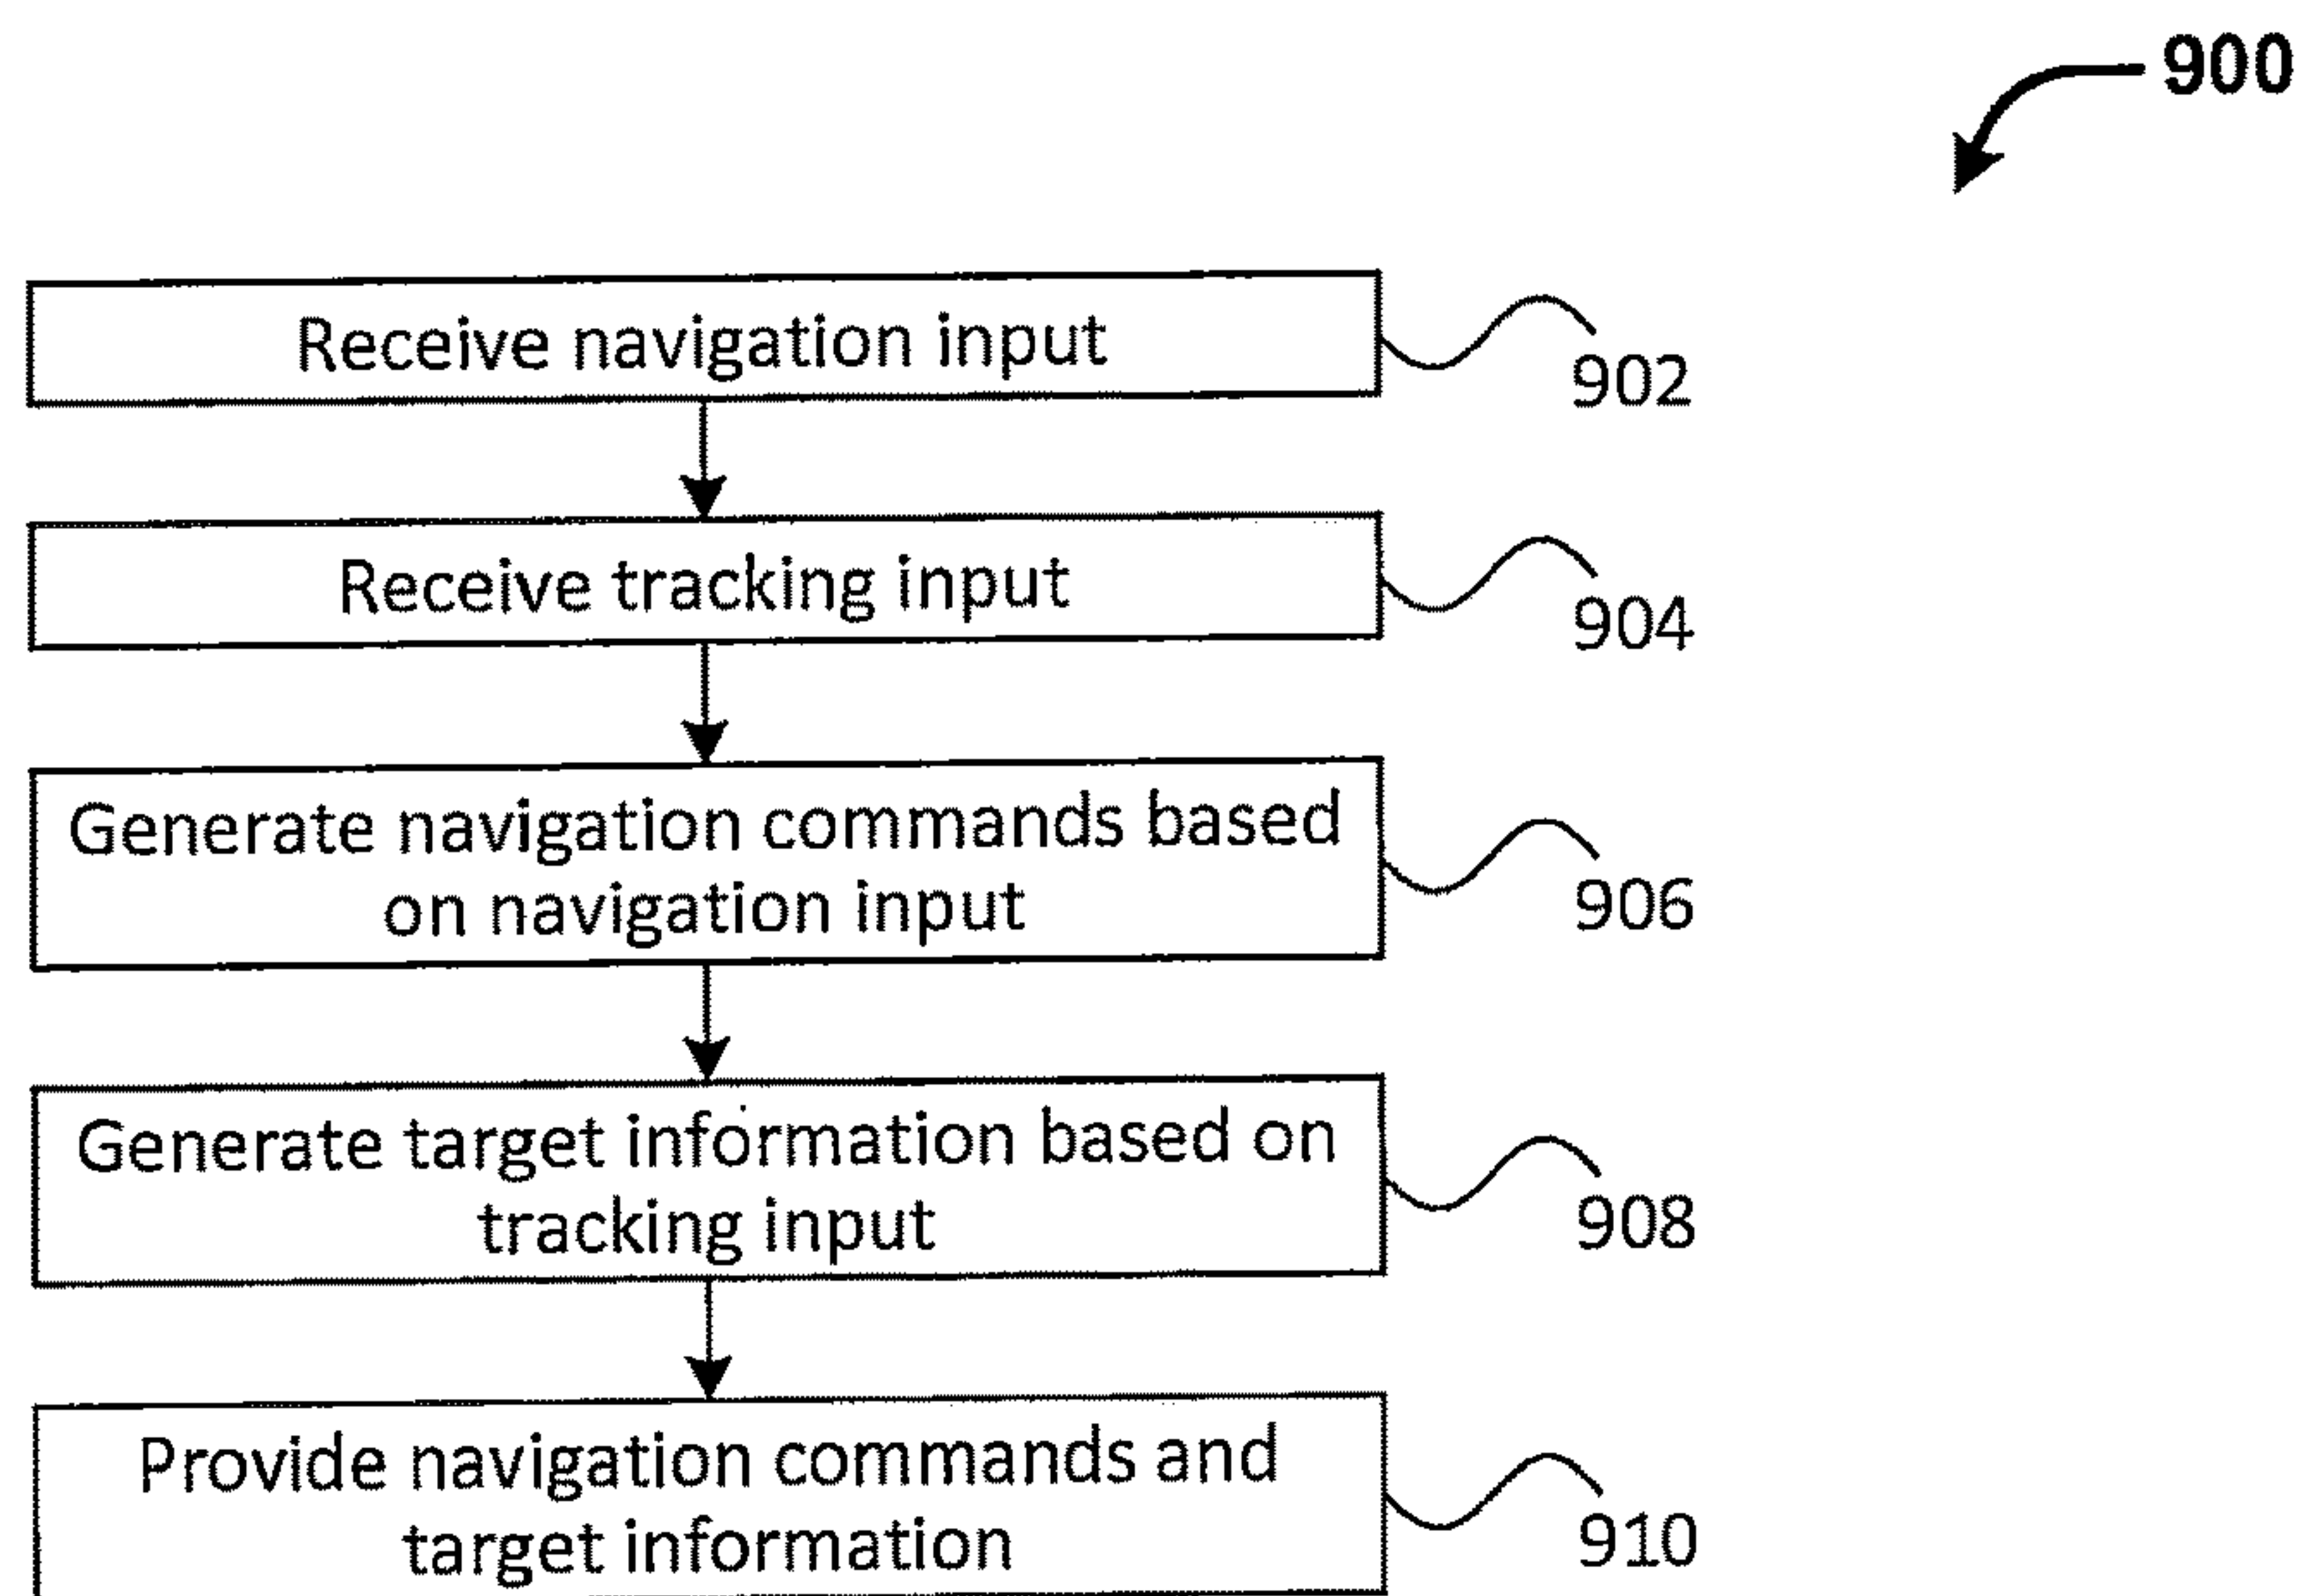 900
Receive navigation input
902
Receive tracking input
904
Generate navigation commands based
on navigation input
906
Generate target information based on
tracking input
908
Provide navigation commands and
target information
910